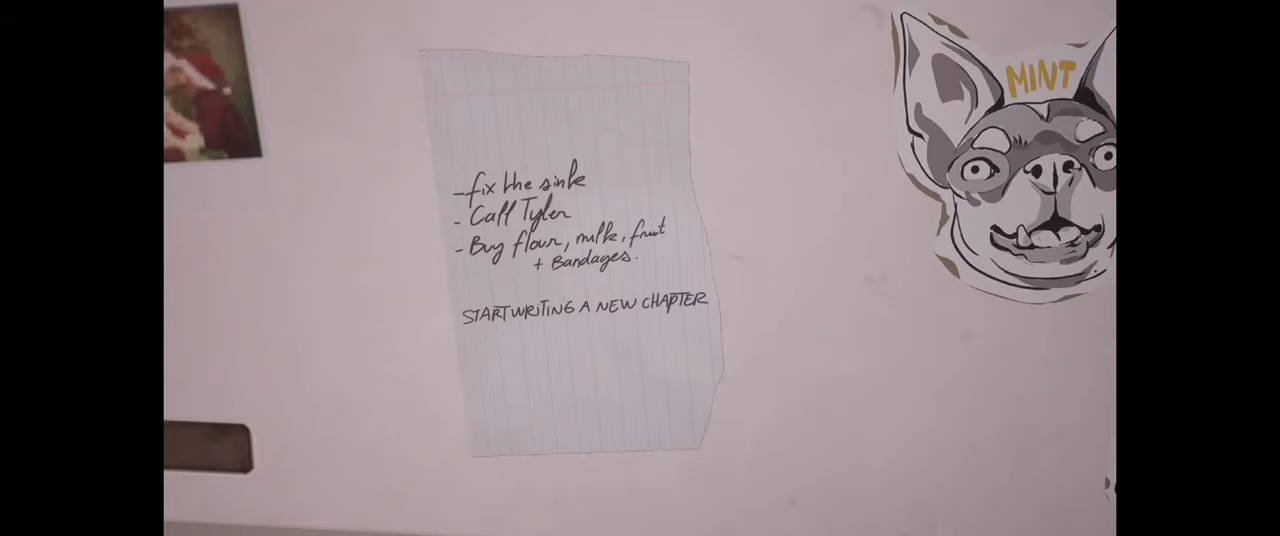 - fix the sink
- Call Tyler
- Buy flour, milk, fruit
+ Bandages.
START WRITING A NEW CHAPTER
MINT